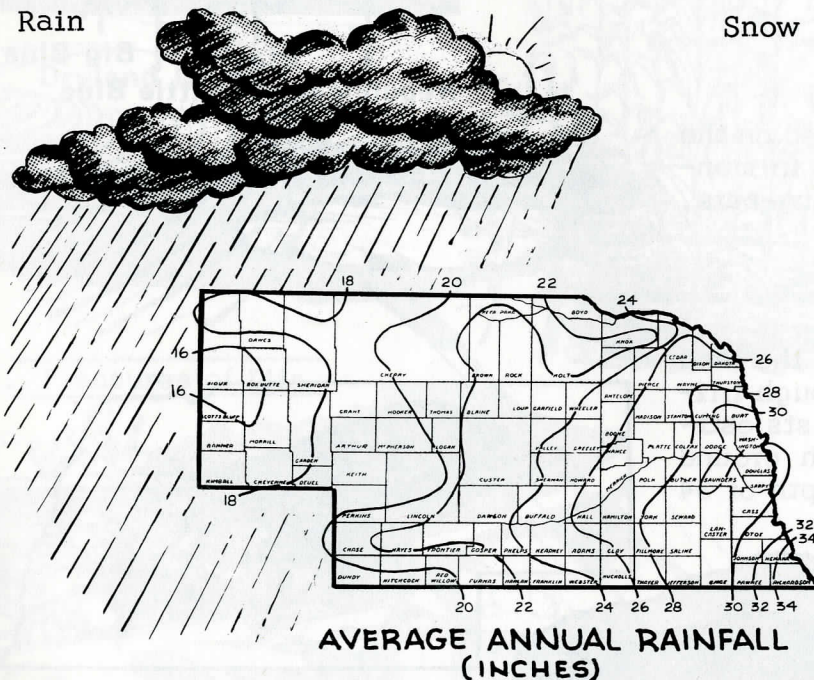 Rain Snow
18 20 22 24
KEYA PAHA BOYD
KNOX
DAWES CEDAR DIXON DAKOTA 26
16
CHERRY BROWN ROCK HOLT
SIOUX BOX BUTTE SHERIDAN PIERCE WAYNE THURSTON
ANTELOPE 28
16
SCOTTS BLUFF GRANT HOOKER THOMAS BLAINE LOUP GARFIELD WHEELER MADISON STANTON CUMING BURT 30
BOONE
BANNER MORRILL ARTHUR McPHERSON LOGAN VALLEY GREELEY NANCE PLATTE COLFAX DODGE WASHINGTON
GARDEN
KEITH DOUGLAS
KIMBALL CHEYENNE DEUEL CUSTER SHERMAN HOWARD MERRICK POLK BUTLER SAUNDERS SARPY
18
CASS
PERKINS LINCOLN DAWSON BUFFALO HALL HAMILTON YORK SEWARD LANCASTER OTOE 32
34
CHASE HAYES FRONTIER GOSPER PHELPS KEARNEY ADAMS CLAY FILLMORE SALINE JOHNSON NEMAHA
DUNDY HITCHCOCK RED WILLOW FURNAS HARLAN FRANKLIN WEBSTER NUCKOLLS THAYER JEFFERSON GAGE PAWNEE RICHARDSON
20 22 24 26 28 30 32 34
AVERAGE ANNUAL RAINFALL
(INCHES)